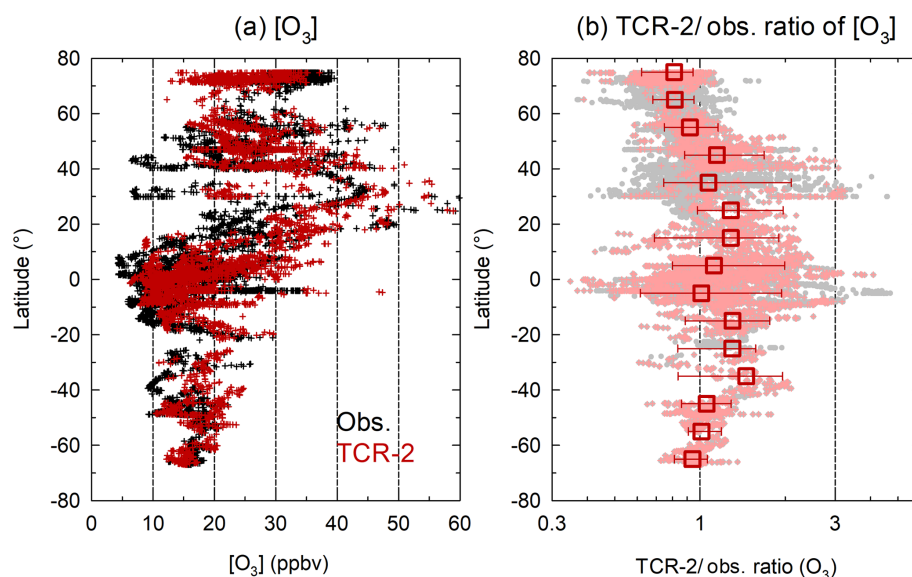 (a) [O₃]
80
60
40
20
0
-20
-40
-60
-80
Latitude (°)
Obs.
TCR-2
0 10 20 30 40 50 60
[O₃] (ppbv)
(b) TCR-2/ obs. ratio of [O₃]
80
60
40
20
0
-20
-40
-60
-80
Latitude (°)
0.3 1 3
TCR-2/ obs. ratio (O₃)